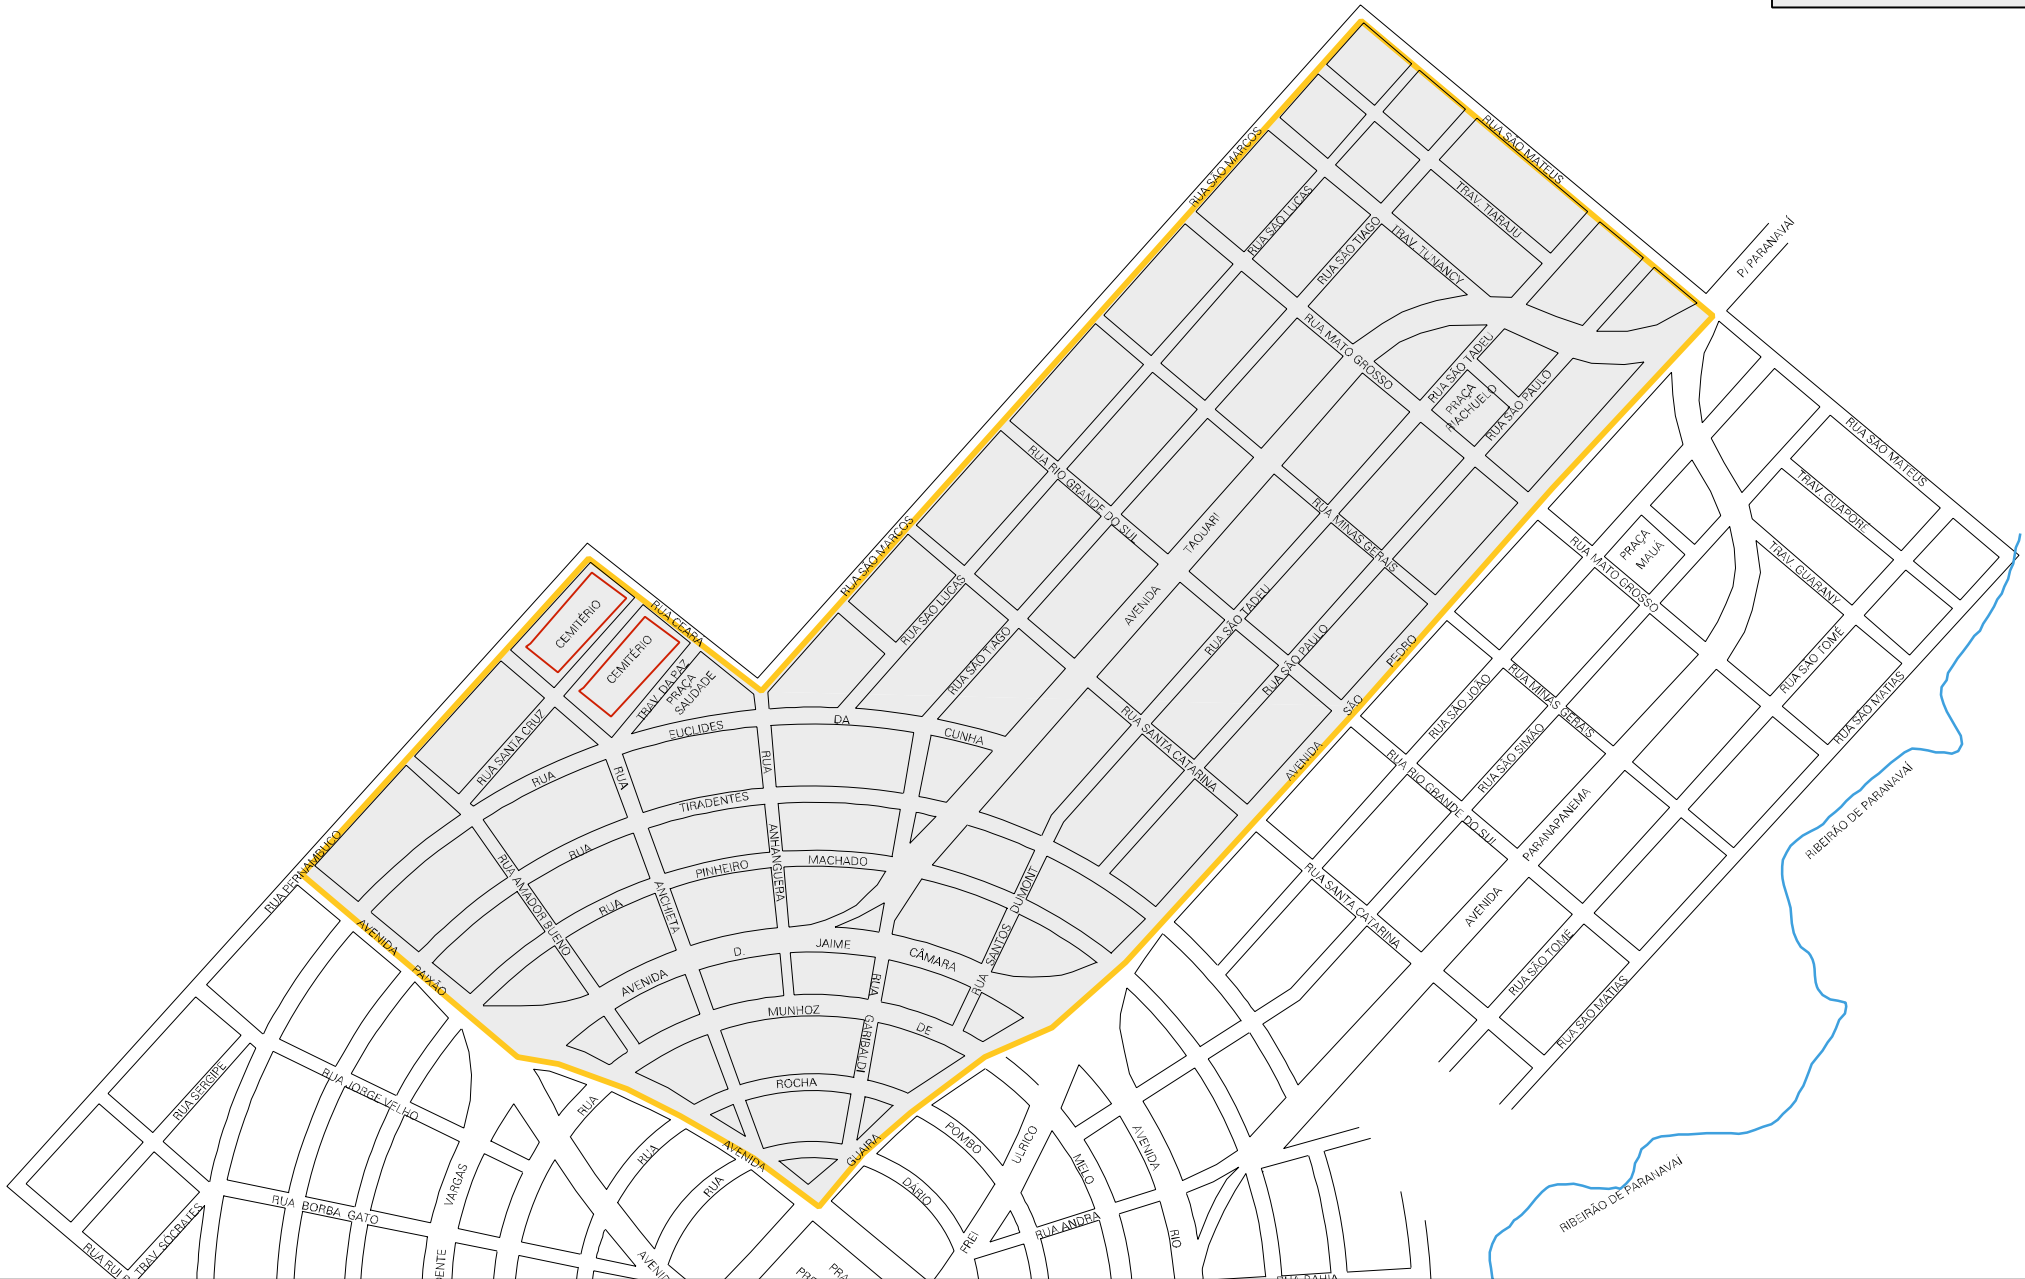 RUA SÃO MATEUS
RUA SÃO MARCOS
TRAV. TIARAJU
RUA SÃO LUCAS
RUA SÃO TIAGO
TRAV. TUNANCY
P/ PARANAVAÍ
RUA MATO GROSSO
RUA SÃO TADEU
PRAÇA
RIACHUELO
RUA SÃO PAULO
RUA SÃO MATEUS
TRAV. GUAPORÉ
RUA RIO GRANDE DO SUL
TAQUARI
AVENIDA
RUA MINAS GERAIS
RUA MATO GROSSO
PRAÇA
MAUÁ
TRAV. GUARANY
RUA SÃO MARCOS
RUA CEARÁ
CEMITÉRIO
CEMITÉRIO
TRAV. DA PAZ
PRAÇA
SAUDADE
RUA SÃO LUCAS
RUA SÃO TIAGO
RUA SÃO TADEU
RUA SÃO PAULO
AVENIDA
SÃO
PEDRO
RUA SÃO JOÃO
RUA MINAS GERAIS
RUA SÃO SIMÃO
RUA SÃO TOMÉ
RUA SÃO MATIAS
RIBEIRÃO DE PARANAVAÍ
RUA SANTA CRUZ
RUA
EUCLIDES
DA
CUNHA
RUA SANTA CATARINA
RUA RIO GRANDE DO SUL
PARANAPANEMA
AVENIDA
RUA
TIRADENTES
RUA
ANHANGUERA
RUA
ANCHIETA
RUA
PINHEIRO
MACHADO
RUA PERNAMBUCO
RUA AMADOR BUENO
RUA SANTOS DUMONT
RUA SANTA CATARINA
RUA SÃO TOMÉ
RUA SÃO MATIAS
AVENIDA
PAIXÃO
AVENIDA
D.
JAIME
CÂMARA
RUA
GARIBALDI
RUA
MUNHOZ
DE
ROCHA
RUA SERGIPE
RUA JORGE VELHO
RUA
RUA
RUA
AVENIDA
GUAÍRA
POMBO
ULRICO
MELO
AVENIDA
DÁRIO
FREI
RUA ANDRA
RIO
RIBEIRÃO DE PARANAVAÍ
VARGAS
RUA BORBA GATO
TRAV. SÓCRATES
DENTE
RUA BAHIA